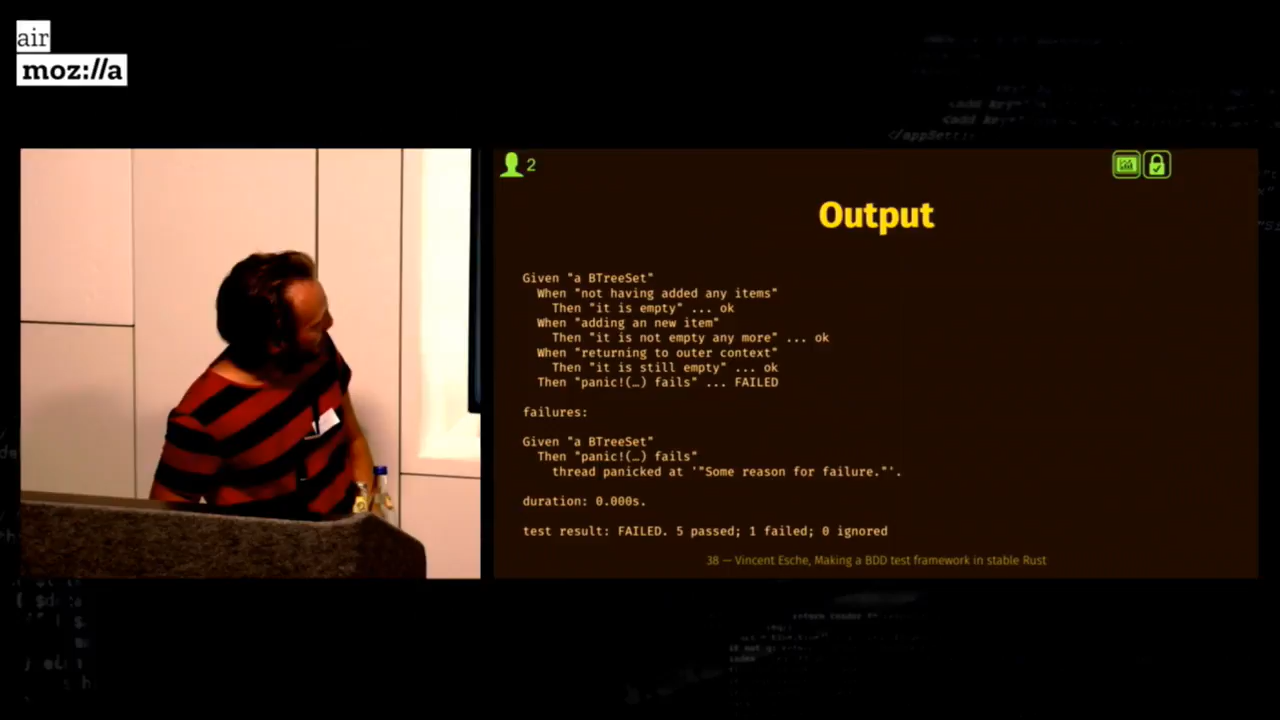 air
moz://a
2
Output
Given "a BTreeSet"
When "not having added any items"
Then "it is empty" ... ok
When "adding an new item"
Then "it is not empty any more" ... ok
When "returning to outer context"
Then "it is still empty" ... ok
Then "panic!(…) fails" ... FAILED
failures:
Given "a BTreeSet"
Then "panic!(…) fails"
thread panicked at '"Some reason for failure."'.
duration: 0.000s.
test result: FAILED. 5 passed; 1 failed; 0 ignored
38 — Vincent Esche, Making a BDD test framework in stable Rust